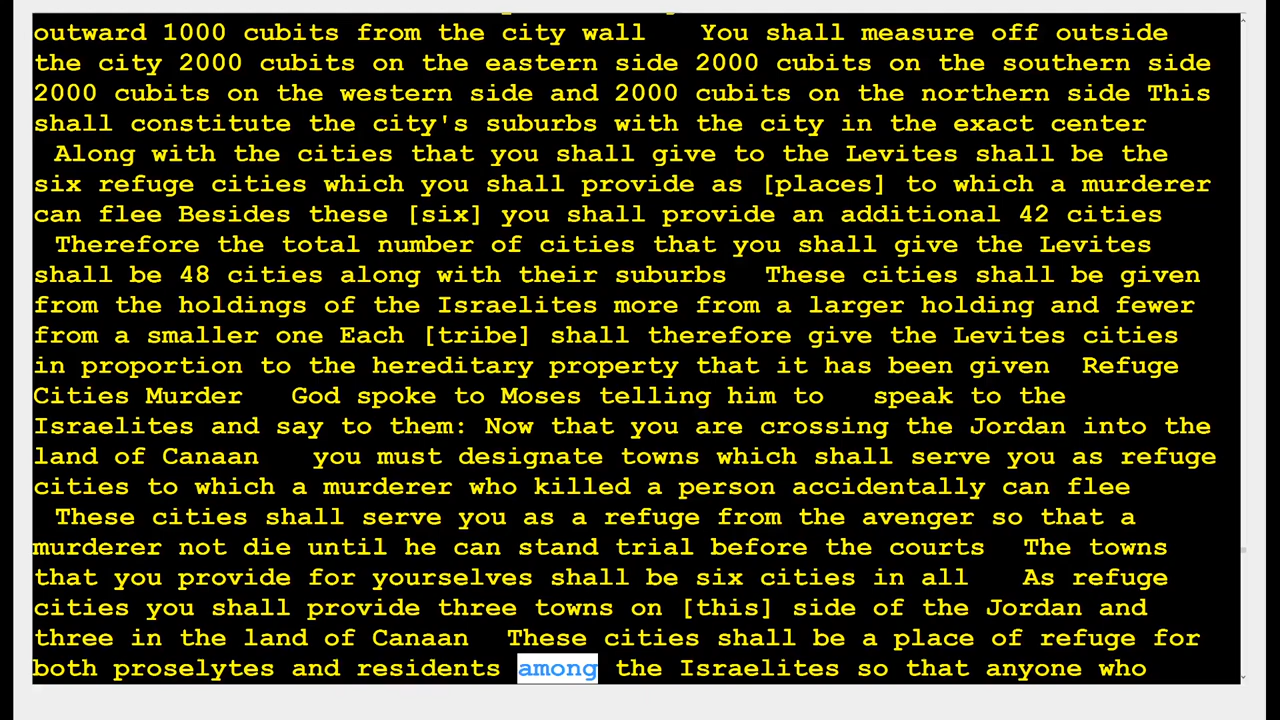 outward 1000 cubits from the city wall   You shall measure off outside
the city 2000 cubits on the eastern side 2000 cubits on the southern side
2000 cubits on the western side and 2000 cubits on the northern side This
shall constitute the city's suburbs with the city in the exact center
Along with the cities that you shall give to the Levites shall be the
six refuge cities which you shall provide as [places] to which a murderer
can flee Besides these [six] you shall provide an additional 42 cities
Therefore the total number of cities that you shall give the Levites
shall be 48 cities along with their suburbs   These cities shall be given
from the holdings of the Israelites more from a larger holding and fewer
from a smaller one Each [tribe] shall therefore give the Levites cities
in proportion to the hereditary property that it has been given   Refuge
Cities Murder   God spoke to Moses telling him to   speak to the
Israelites and say to them: Now that you are crossing the Jordan into the
land of Canaan   you must designate towns which shall serve you as refuge
cities to which a murderer who killed a person accidentally can flee
These cities shall serve you as a refuge from the avenger so that a
murderer not die until he can stand trial before the courts   The towns
that you provide for yourselves shall be six cities in all   As refuge
cities you shall provide three towns on [this] side of the Jordan and
three in the land of Canaan   These cities shall be a place of refuge for
both proselytes and residents among the Israelites so that anyone who